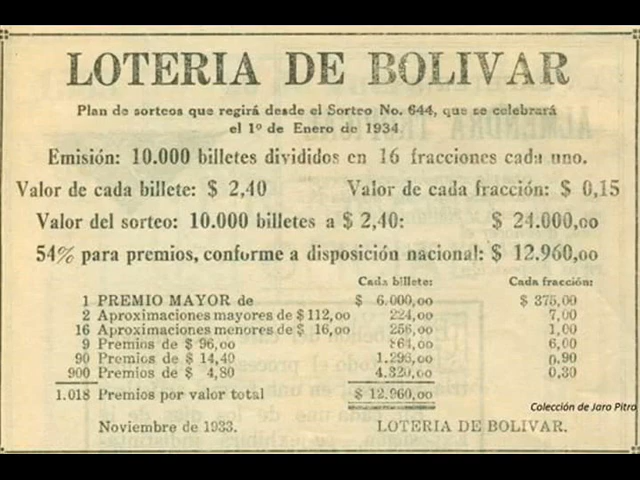 LOTERIA DE BOLIVAR
Plan de sorteos que regirá desde el Sorteo No. 644, que se celebrará
el 1º de Enero de 1934.
Emisión: 10.000 billetes divididos en 16 fracciones cada uno.
Valor de cada billete: $ 2,40 Valor de cada fracción: $ 0,15
Valor del sorteo: 10.000 billetes a $ 2,40: $ 24.000,oo
54% para premios, conforme a disposición nacional: $ 12.960,oo
Cada billete: Cada fracción:
1 PREMIO MAYOR de $ 6.000,oo $ 375,00
2 Aproximaciones mayores de $ 112,oo 224,oo 7,00
16 Aproximaciones menores de $ 16,oo 256,oo 1,00
9 Premios de $ 96,oo 864,oo 6,00
90 Premios de $ 14,40 1.296,oo 0,90
900 Premios de $ 4,80 4.320,oo 0,30
1.018 Premios por valor total $ 12.960,oo
Colección de Jaro Pitro
Noviembre de 1933. LOTERIA DE BOLIVAR.